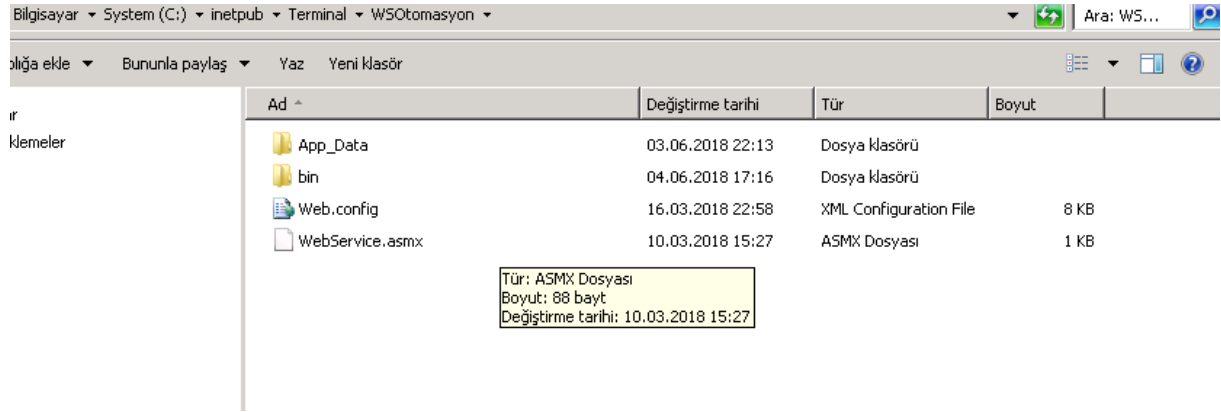 Bilgisayar System (C:) inetpub Terminal WSOtomasyon Ara: WS...
Bununla paylaş Yaz Yeni klasör
Ad Değiştirme tarihi Tür Boyut
App_Data 03.06.2018 22:13 Dosya klasörü
bin 04.06.2018 17:16 Dosya klasörü
Web.config 16.03.2018 22:58 XML Configuration File 8 KB
WebService.asmx 10.03.2018 15:27 ASMX Dosyası 1 KB
Tür: ASMX Dosyası
Boyut: 88 bayt
Değiştirme tarihi: 10.03.2018 15:27